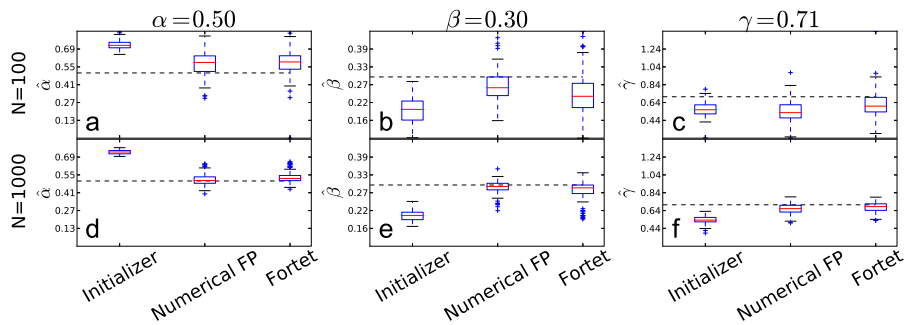 α=0.50 β=0.30 γ=0.71
N=100
α̂
0.69
0.55
0.41
0.27
0.13
a
β̂
0.39
0.33
0.27
0.22
0.16
b
γ̂
1.24
1.04
0.84
0.64
0.44
c
N=1000
α̂
0.69
0.55
0.41
0.27
0.13
d
β̂
0.39
0.33
0.27
0.22
0.16
e
γ̂
1.24
1.04
0.84
0.64
0.44
f
Initializer Numerical FP Fortet
Initializer Numerical FP Fortet
Initializer Numerical FP Fortet